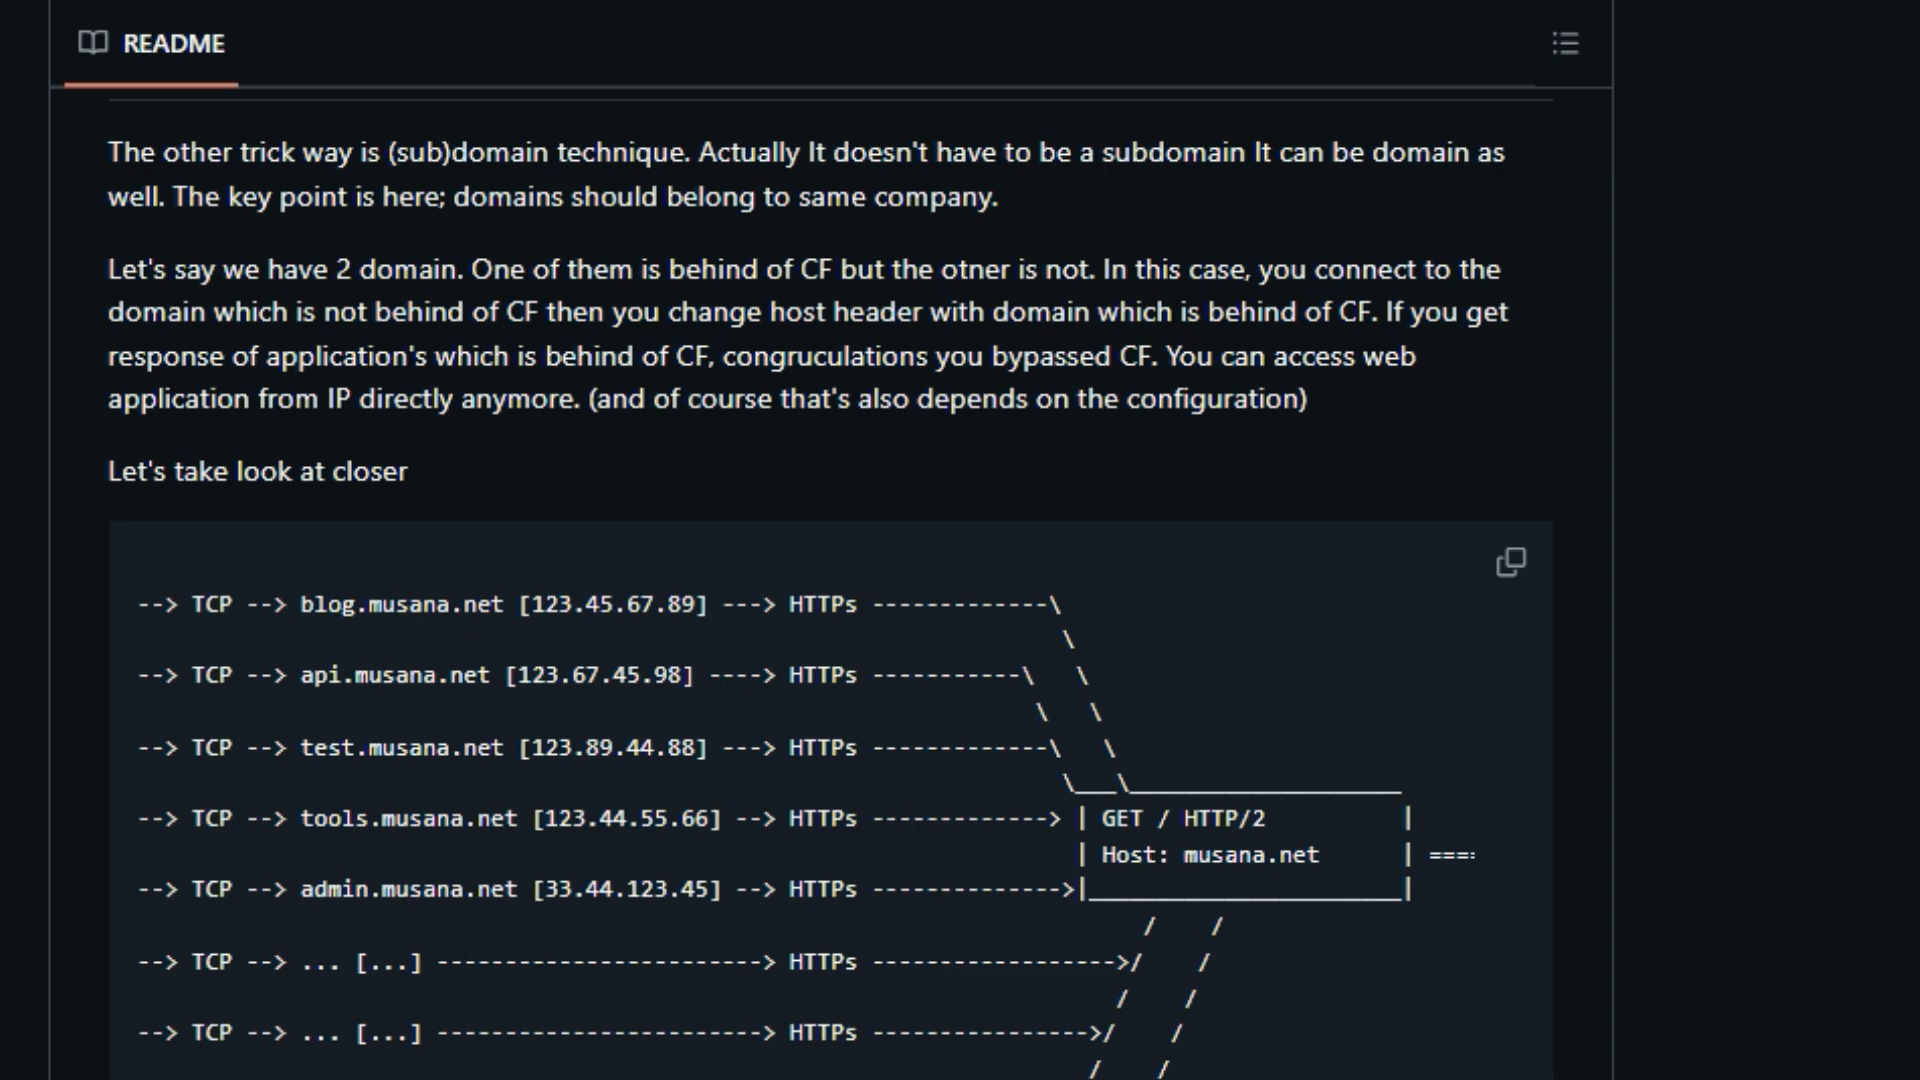 README
The other trick way is (sub)domain technique. Actually It doesn't have to be a subdomain It can be domain as
well. The key point is here; domains should belong to same company.
Let's say we have 2 domain. One of them is behind of CF but the otner is not. In this case, you connect to the
domain which is not behind of CF then you change host header with domain which is behind of CF. If you get
response of application's which is behind of CF, congruculations you bypassed CF. You can access web
application from IP directly anymore. (and of course that's also depends on the configuration)
Let's take look at closer
--> TCP --> blog.musana.net [123.45.67.89] ---> HTTPs -------------\
\
--> TCP --> api.musana.net [123.67.45.98] ----> HTTPs -----------\   \
\   \
--> TCP --> test.musana.net [123.89.44.88] ---> HTTPs -------------\   \
\___\____________________
--> TCP --> tools.musana.net [123.44.55.66] --> HTTPs -------------> | GET / HTTP/2          |
| Host: musana.net      | ===:
--> TCP --> admin.musana.net [33.44.123.45] --> HTTPs -------------->|_______________________|
/    /
--> TCP --> ... [...] ------------------------> HTTPs ------------------>/    /
/    /
--> TCP --> ... [...] ------------------------> HTTPs ---------------->/    /
/    /